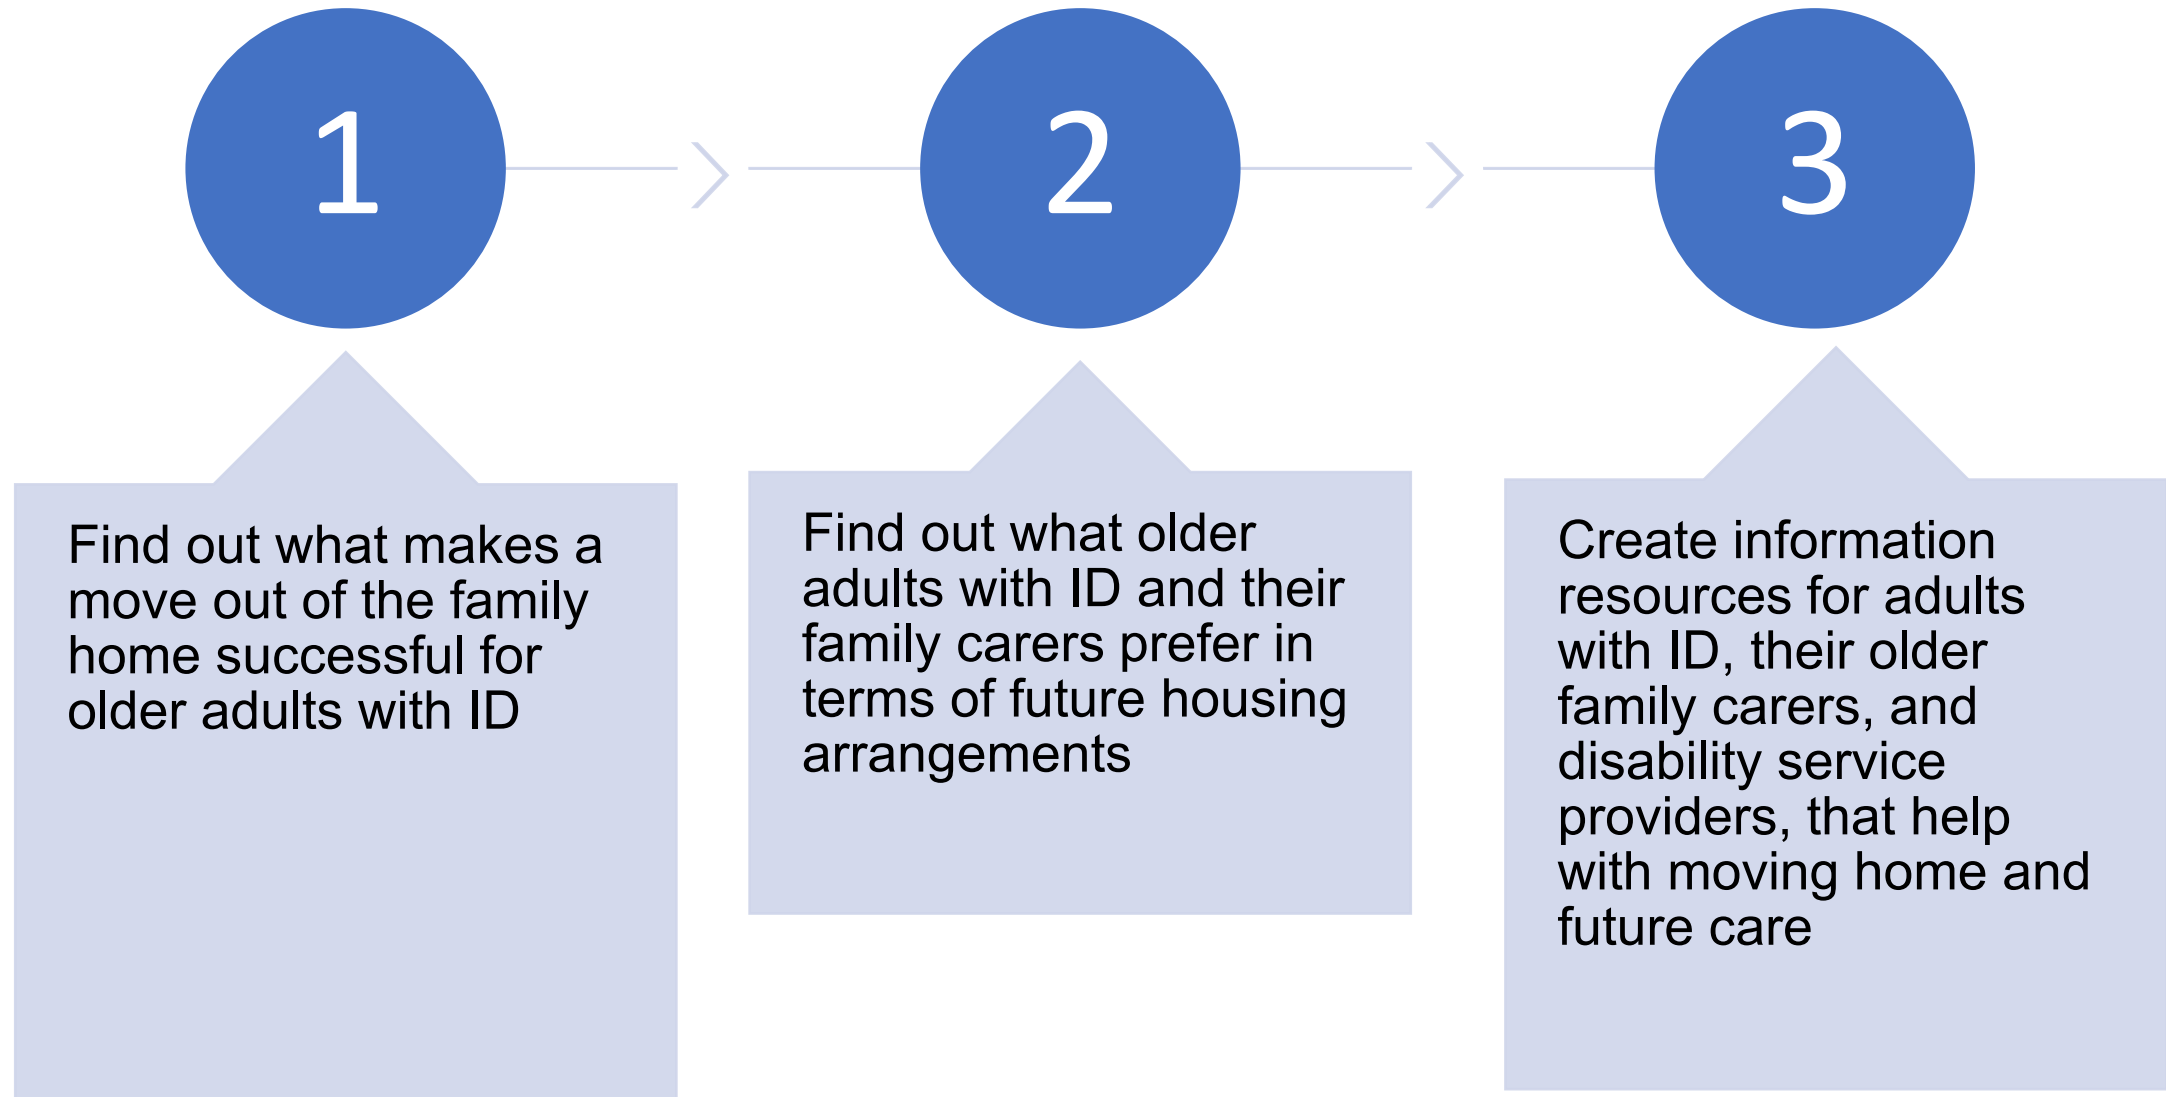 1
Find out what makes a
move out of the family
home successful for
older adults with ID
2
Find out what older
adults with ID and their
family carers prefer in
terms of future housing
arrangements
3
Create information
resources for adults
with ID, their older
family carers, and
disability service
providers, that help
with moving home and
future care